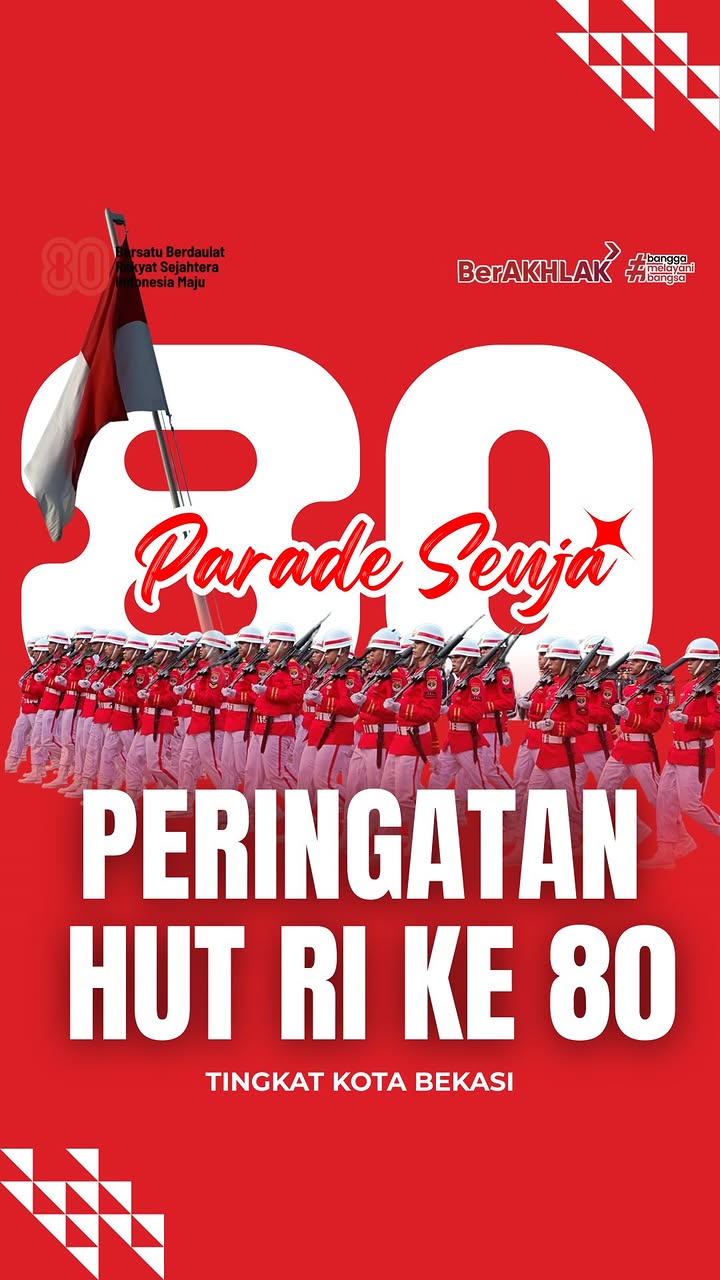 80
Bersatu Berdaulat
Rakyat Sejahtera
Indonesia Maju
BerAKHLAK
#bangga
melayani
bangsa
80
Parade Senja
PERINGATAN
HUT RI KE 80
TINGKAT KOTA BEKASI